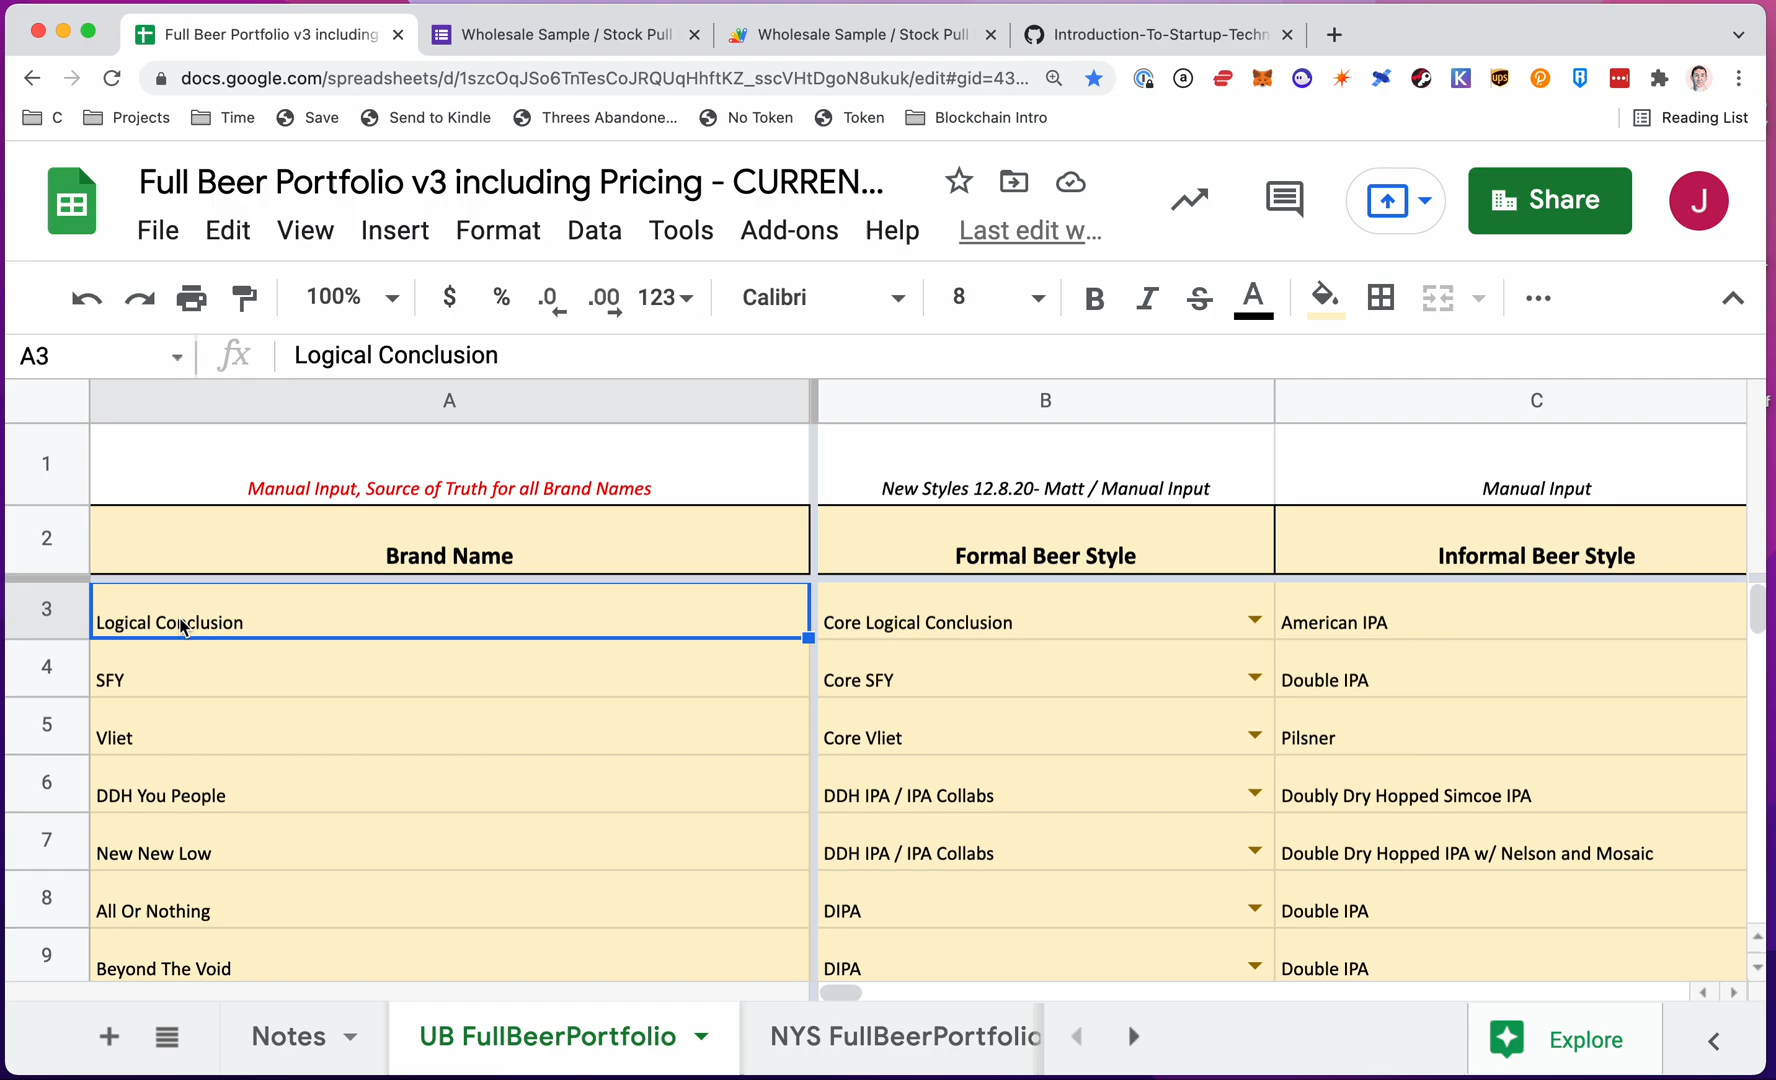 Full Beer Portfolio v3 including
Wholesale Sample / Stock Pull
Wholesale Sample / Stock Pull
Introduction-To-Startup-Techn
docs.google.com/spreadsheets/d/1szcOqJSo6TnTesCoJRQUqHhftKZ_sscVHtDgoN8ukuk/edit#gid=43...
C
Projects
Time
Save
Send to Kindle
Threes Abandone...
No Token
Token
Blockchain Intro
Reading List
Full Beer Portfolio v3 including Pricing - CURREN...
File Edit View Insert Format Data Tools Add-ons Help Last edit w...
Share
J
100% $ % .0 .00 123 Calibri 8 B I S A
A3 fx Logical Conclusion
A B C
1 Manual Input, Source of Truth for all Brand Names New Styles 12.8.20- Matt / Manual Input Manual Input
2 Brand Name Formal Beer Style Informal Beer Style
3 Logical Conclusion Core Logical Conclusion American IPA
4 SFY Core SFY Double IPA
5 Vliet Core Vliet Pilsner
6 DDH You People DDH IPA / IPA Collabs Doubly Dry Hopped Simcoe IPA
7 New New Low DDH IPA / IPA Collabs Double Dry Hopped IPA w/ Nelson and Mosaic
8 All Or Nothing DIPA Double IPA
9 Beyond The Void DIPA Double IPA
Notes UB FullBeerPortfolio NYS FullBeerPortfolio Explore